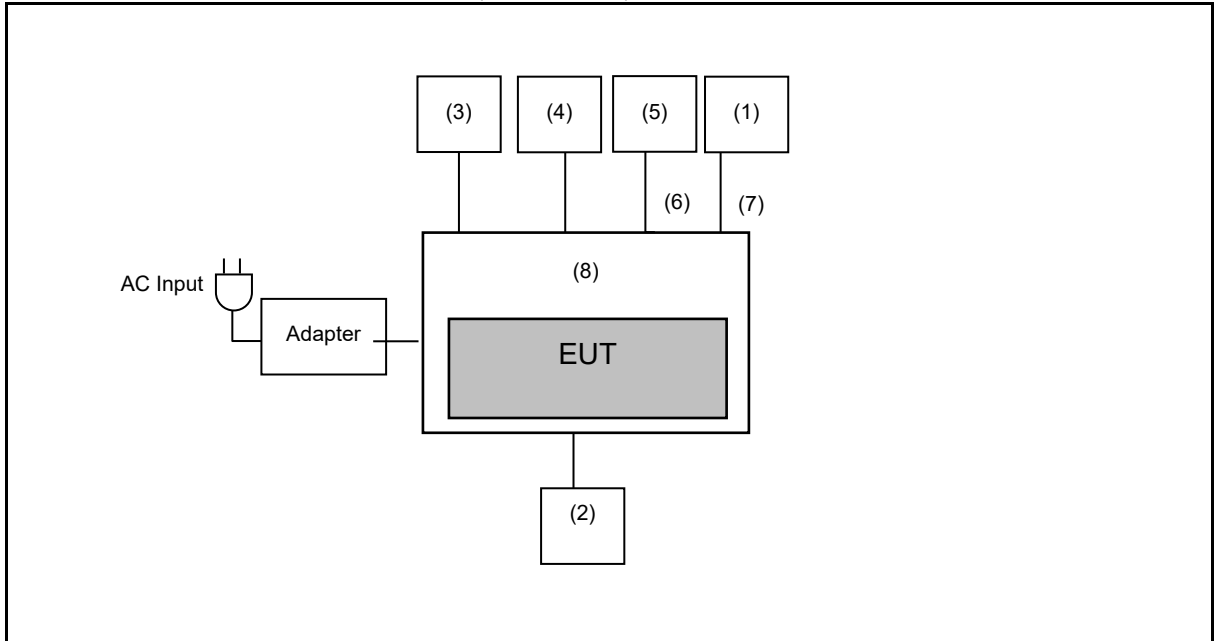 (3) (4) (5) (1)
(6) (7)
(8)
AC Input
Adapter
EUT
(2)